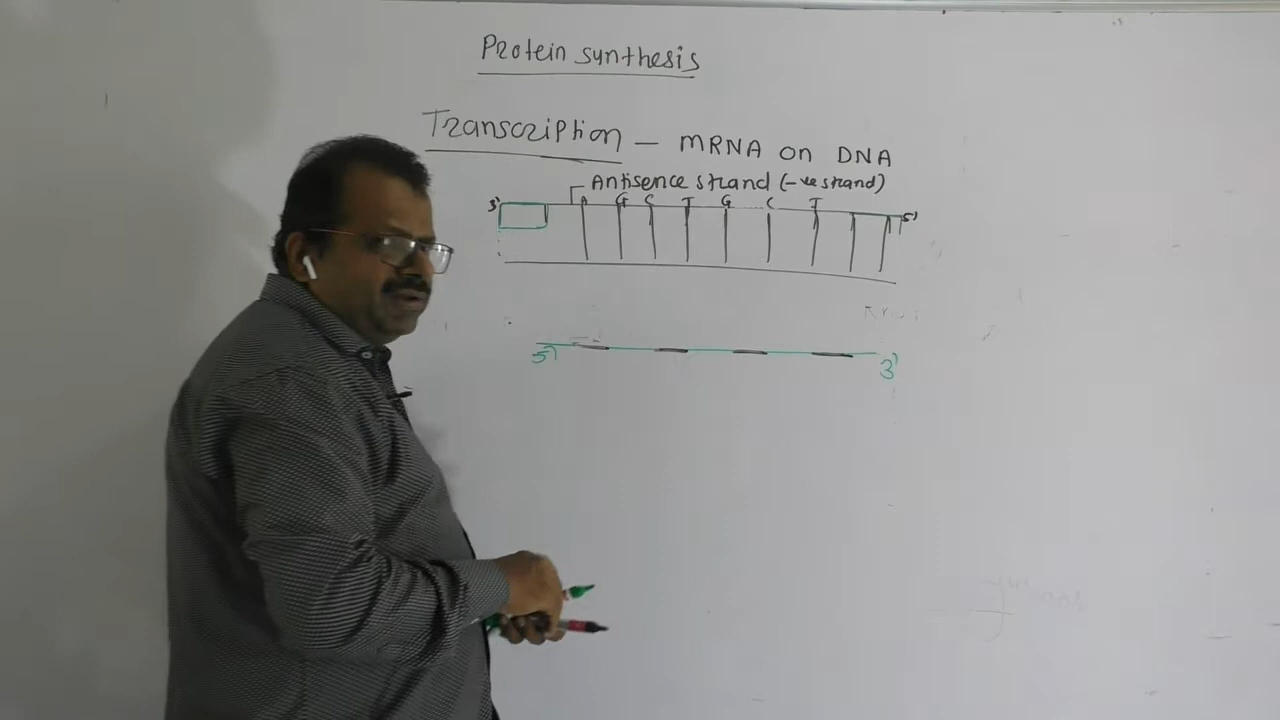 Protein synthesis
Transcription — mRNA on DNA
Antisence strand (-ve strand)
3' A G C T G C T 5'
5' 3'